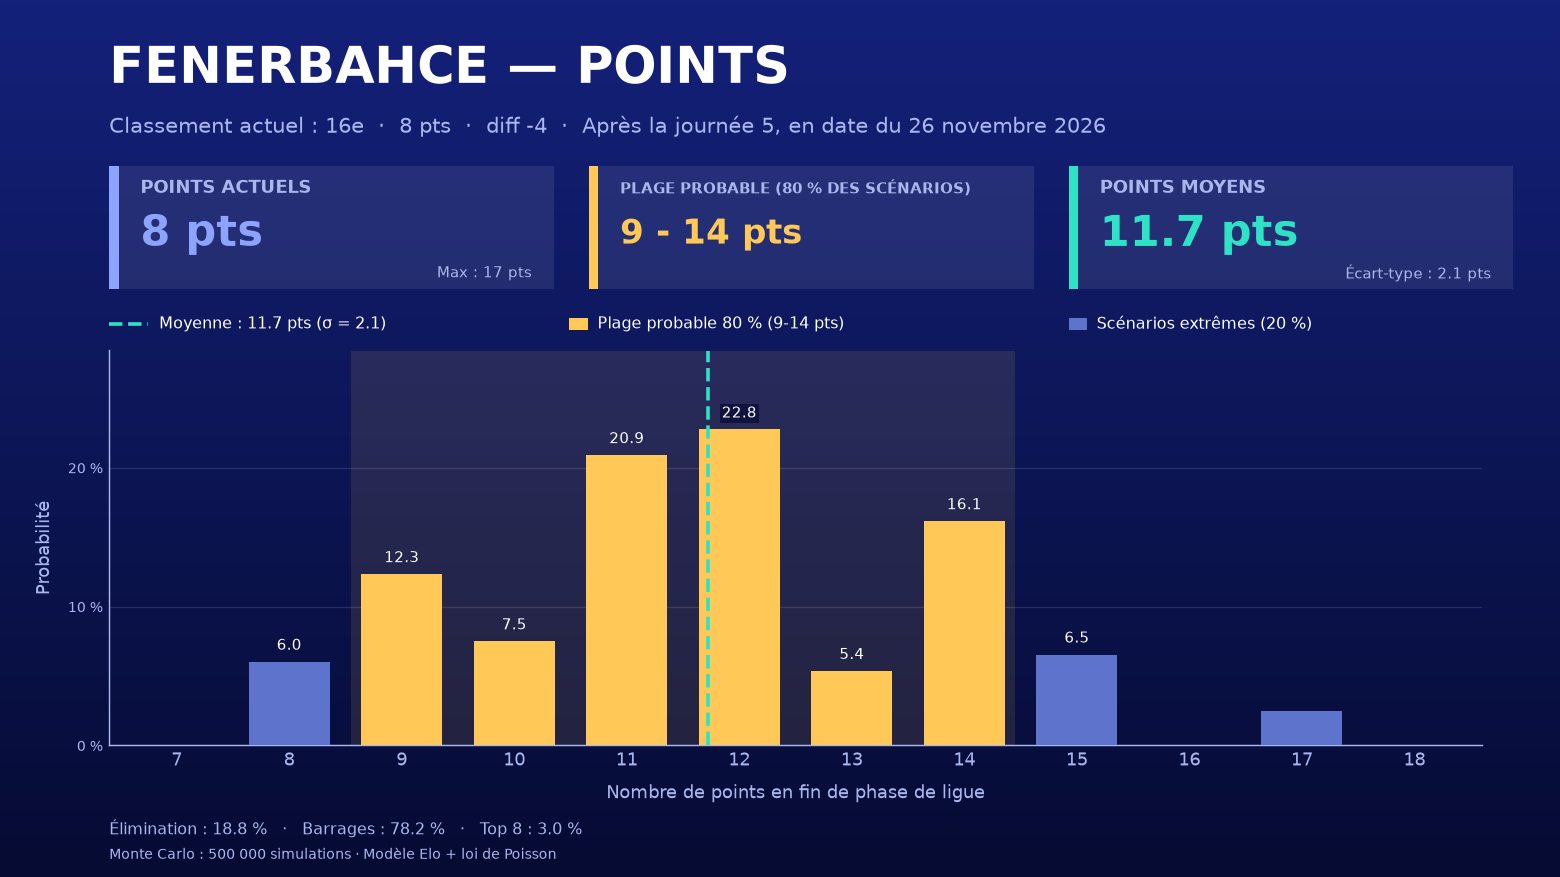 FENERBAHCE — POINTS
Classement actuel : 16e · 8 pts · diff -4 · Après la journée 5, en date du 26 novembre 2026
POINTS ACTUELS
8 pts
Max : 17 pts
PLAGE PROBABLE (80 % DES SCÉNARIOS)
9 - 14 pts
POINTS MOYENS
11.7 pts
Écart-type : 2.1 pts
Moyenne : 11.7 pts (σ = 2.1)
Plage probable 80 % (9-14 pts)
Scénarios extrêmes (20 %)
Probabilité
20 %
10 %
0 %
6.0
12.3
7.5
20.9
22.8
5.4
16.1
6.5
7 8 9 10 11 12 13 14 15 16 17 18
Nombre de points en fin de phase de ligue
Élimination : 18.8 % · Barrages : 78.2 % · Top 8 : 3.0 %
Monte Carlo : 500 000 simulations · Modèle Elo + loi de Poisson